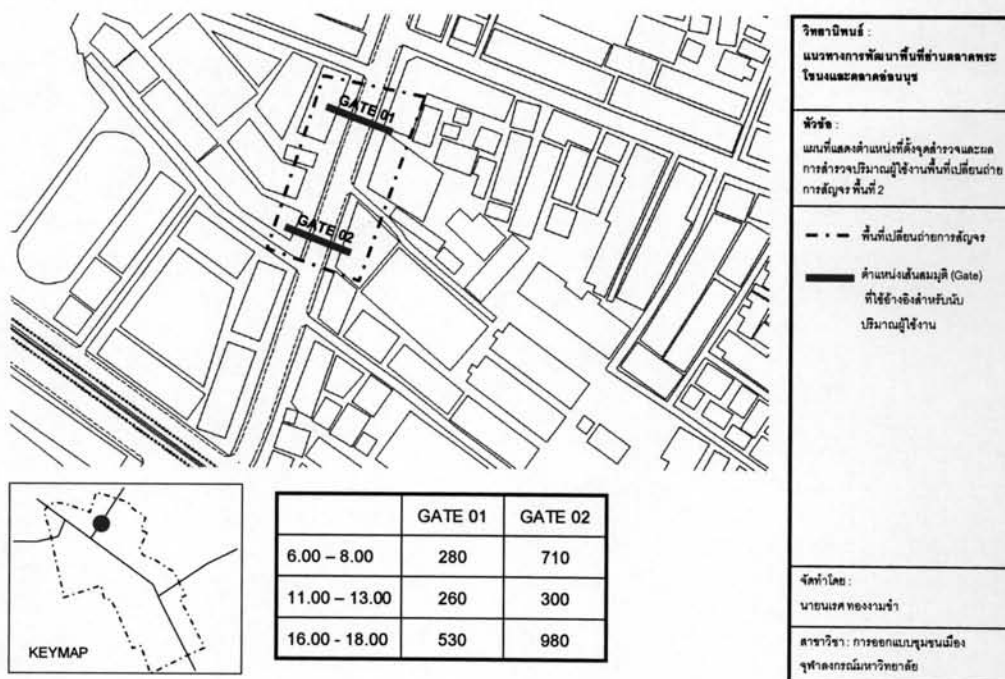 GATE 01
GATE 02
KEYMAP
GATE 01 GATE 02
6.00 – 8.00 280 710
11.00 – 13.00 260 300
16.00 - 18.00 530 980
วิทยานิพนธ์ :
แนวทางการพัฒนาพื้นที่ย่านตลาดพระ
โขนงและตลาดอ่อนนุช
หัวข้อ :
แผนที่แสดงตำแหน่งที่ตั้งจุดสำรวจและผล
การสำรวจปริมาณผู้ใช้งานพื้นที่เปลี่ยนถ่าย
การสัญจร พื้นที่ 2
พื้นที่เปลี่ยนถ่ายการสัญจร
ตำแหน่งเส้นสมมุติ (Gate)
ที่ใช้อ้างอิงสำหรับนับ
ปริมาณผู้ใช้งาน
จัดทำโดย :
นายนเรศ ทองงามขำ
สาขาวิชา : การออกแบบชุมชนเมือง
จุฬาลงกรณ์มหาวิทยาลัย